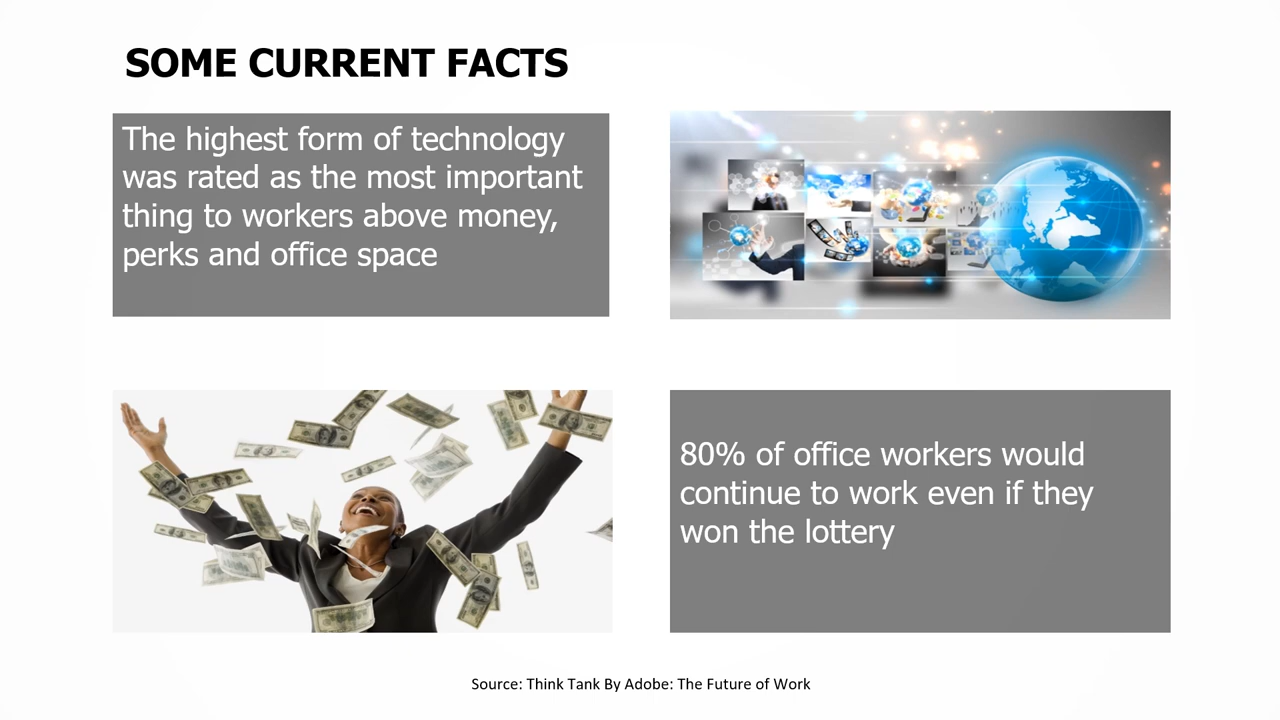 SOME CURRENT FACTS
The highest form of technology
was rated as the most important
thing to workers above money,
perks and office space
80% of office workers would
continue to work even if they
won the lottery
Source: Think Tank By Adobe: The Future of Work